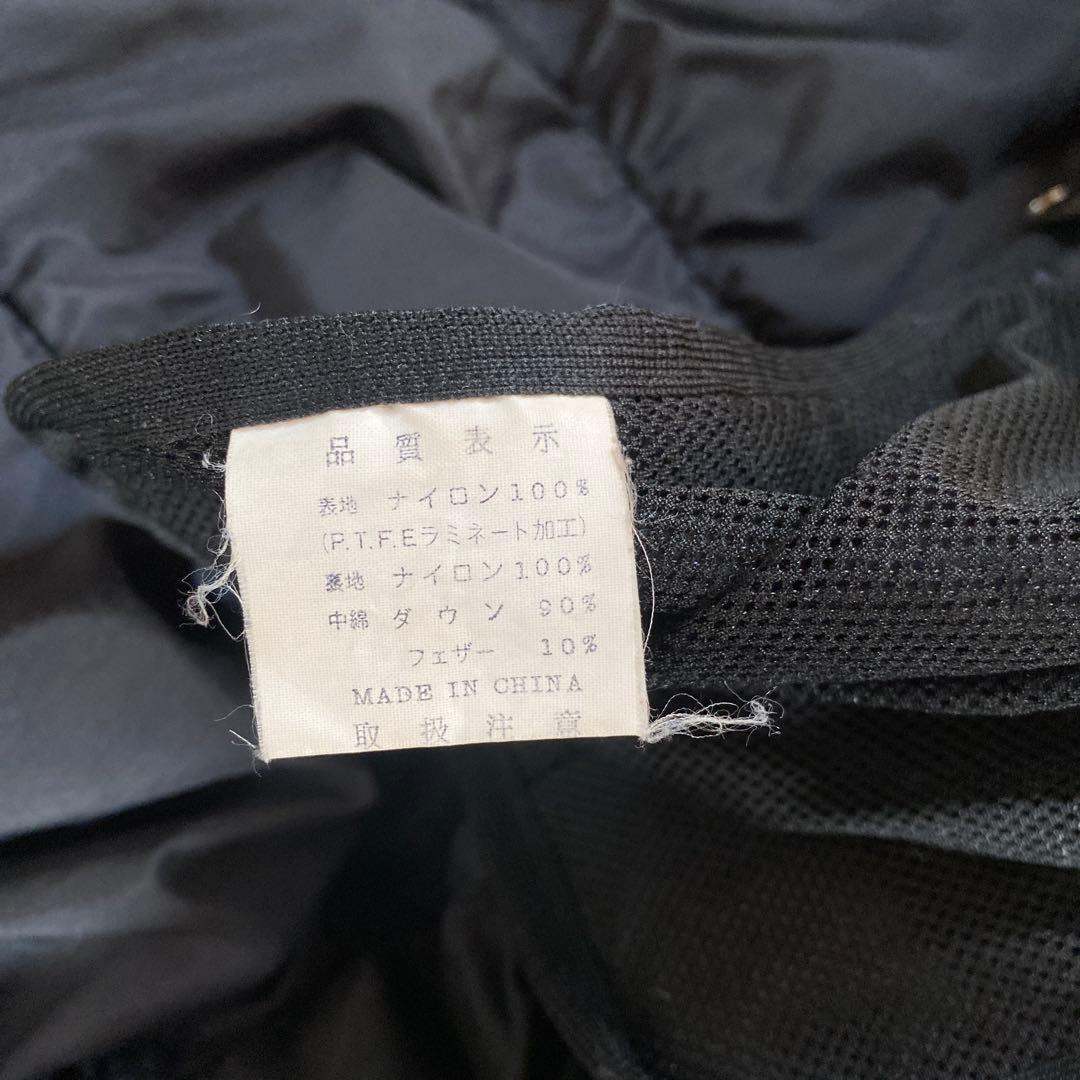 品質表示
表地 ナイロン100%
(P.T.F.Eラミネート加工)
裏地 ナイロン100%
中綿 ダウン 90%
フェザー 10%
MADE IN CHINA
取扱注意